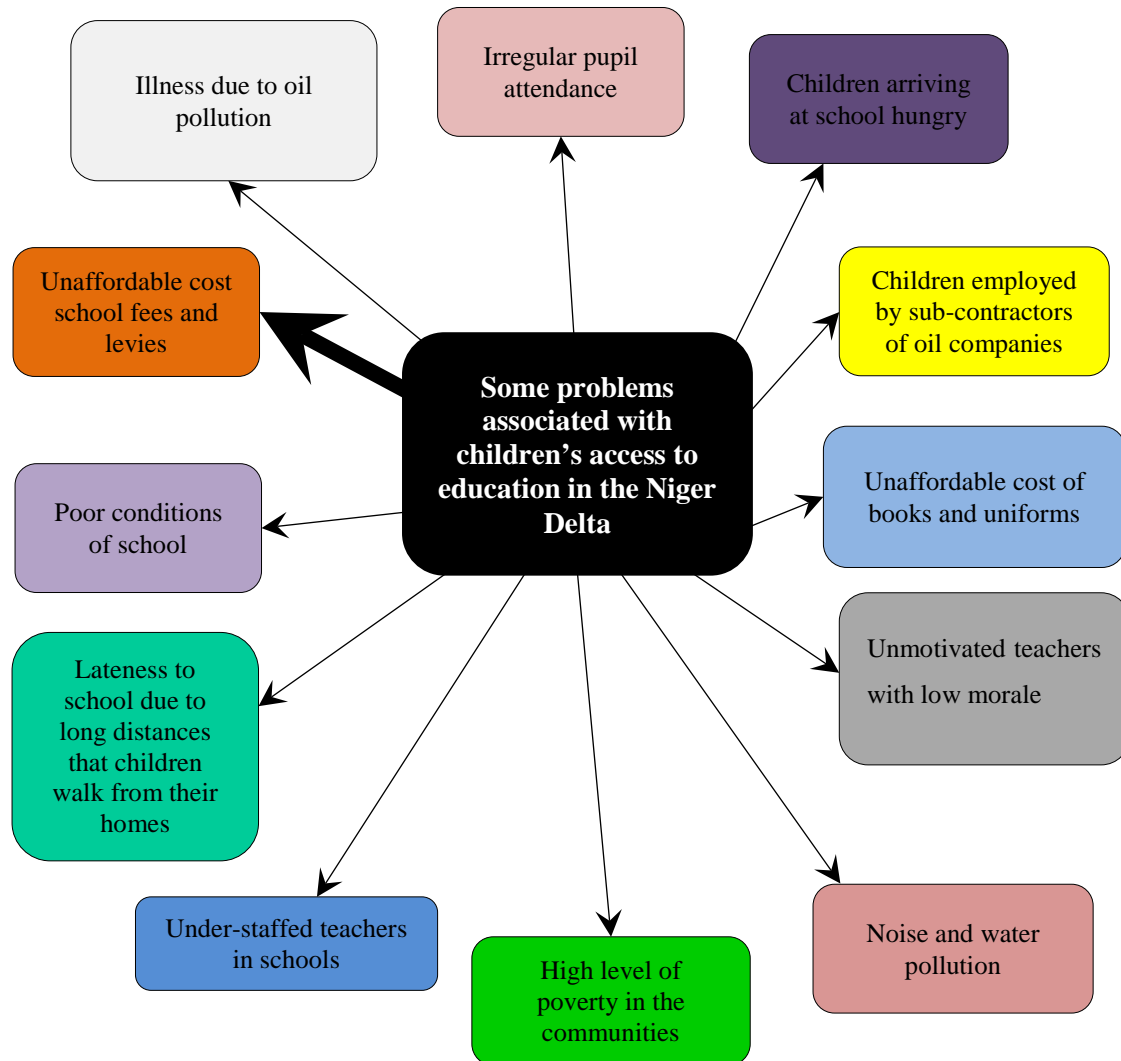 Illness due to oil
pollution
Irregular pupil
attendance
Children arriving
at school hungry
Unaffordable cost
school fees and
levies
Children employed
by sub-contractors
of oil companies
Some problems
associated with
children’s access to
education in the Niger
Delta
Poor conditions
of school
Unaffordable cost of
books and uniforms
Lateness to
school due to
long distances
that children
walk from their
homes
Unmotivated teachers
with low morale
Under-staffed teachers
in schools
High level of
poverty in the
communities
Noise and water
pollution